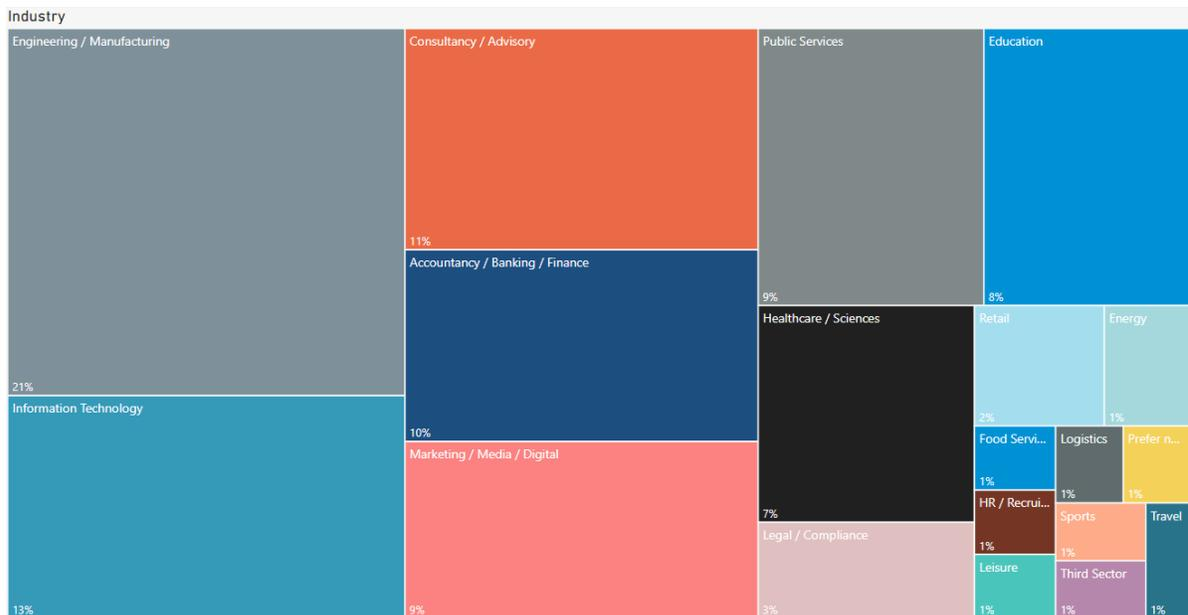 Industry
Engineering / Manufacturing
21%
Information Technology
13%
Consultancy / Advisory
11%
Accountancy / Banking / Finance
10%
Marketing / Media / Digital
9%
Public Services
9%
Education
8%
Healthcare / Sciences
7%
Legal / Compliance
3%
Retail
2%
Energy
1%
Food Servi...
1%
HR / Recrui...
1%
Leisure
1%
Logistics
1%
Prefer n...
1%
Sports
1%
Third Sector
1%
Travel
1%